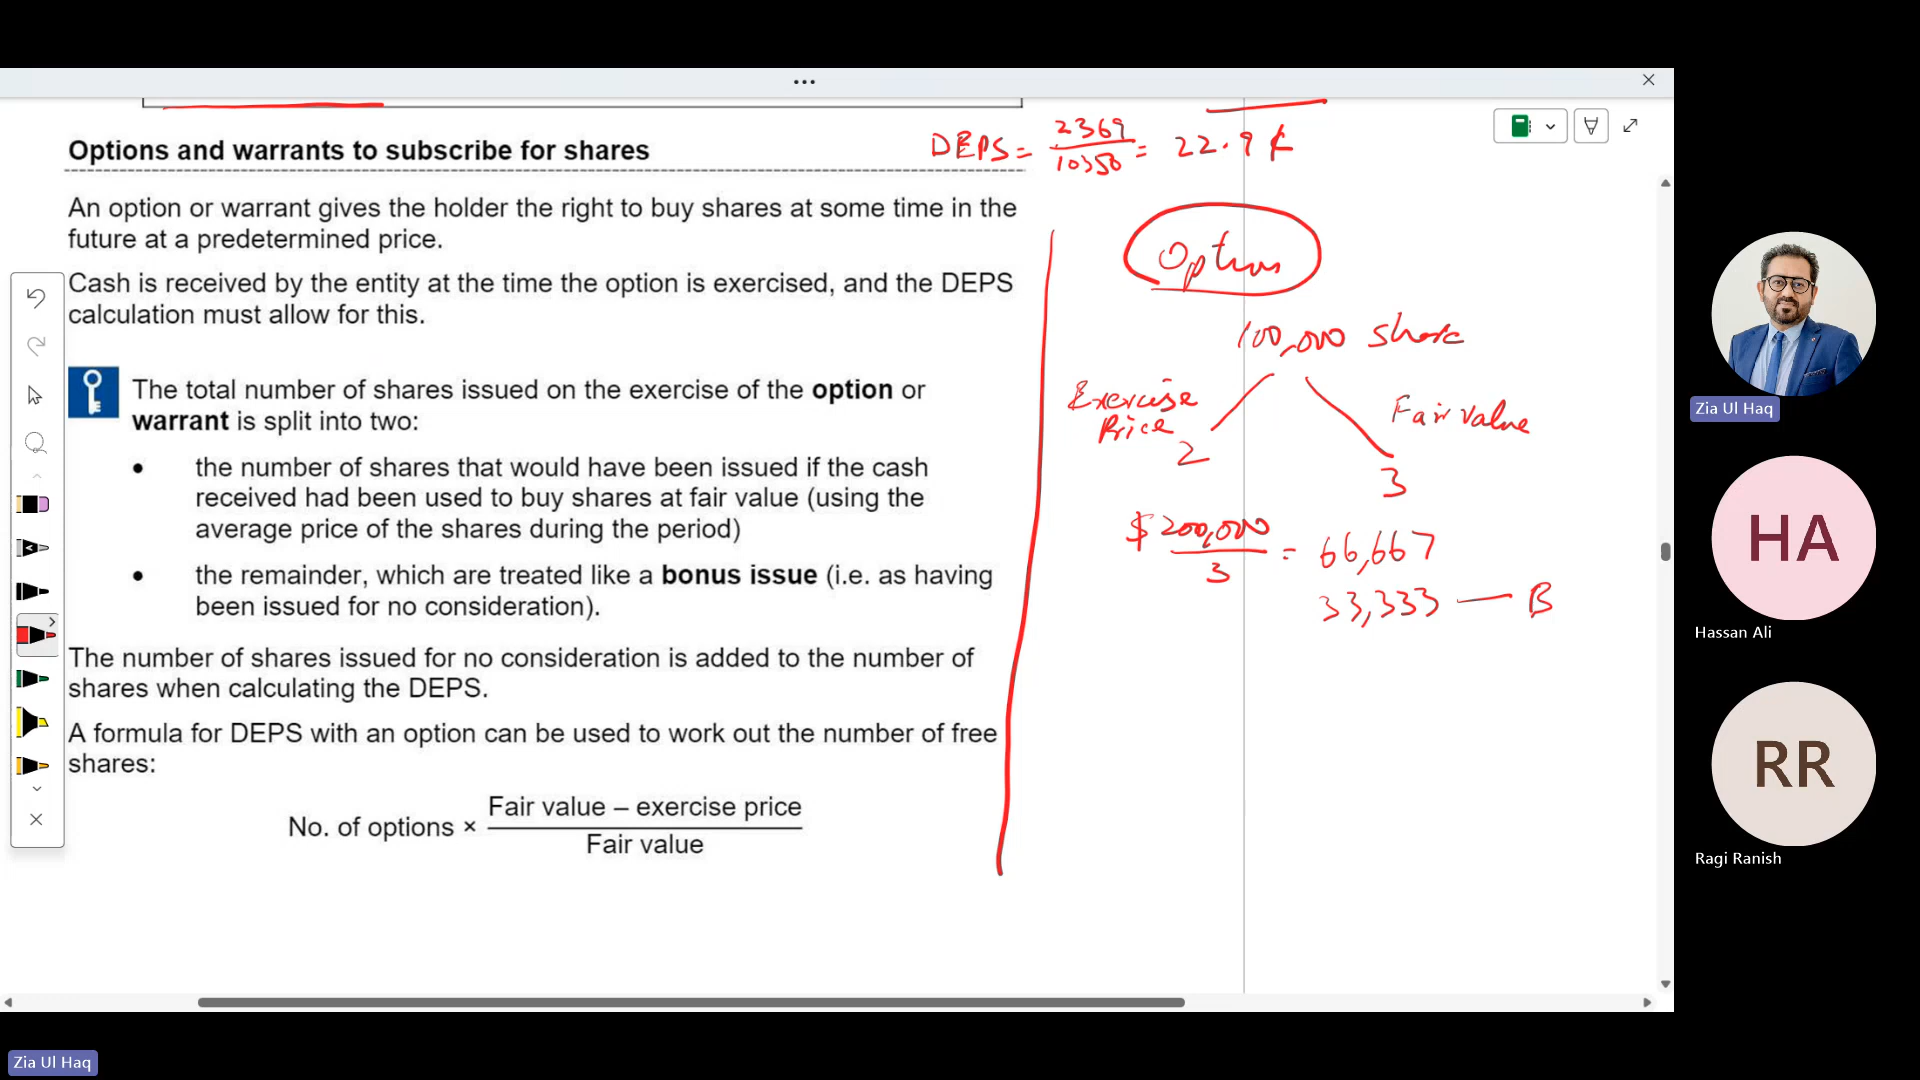 Options and warrants to subscribe for shares
DEPS = 2369 / 10350 = 22.9 ¢
An option or warrant gives the holder the right to buy shares at some time in the
future at a predetermined price.
Cash is received by the entity at the time the option is exercised, and the DEPS
calculation must allow for this.
The total number of shares issued on the exercise of the option or
warrant is split into two:
• the number of shares that would have been issued if the cash
received had been used to buy shares at fair value (using the
average price of the shares during the period)
• the remainder, which are treated like a bonus issue (i.e. as having
been issued for no consideration).
The number of shares issued for no consideration is added to the number of
shares when calculating the DEPS.
A formula for DEPS with an option can be used to work out the number of free
shares:
No. of options × Fair value – exercise price
Fair value
Option
100,000 share
Exercise
Price
2
Fair value
3
$200,000 / 3 = 66,667
33,333 — B
Zia Ul Haq
HA
Hassan Ali
RR
Ragi Ranish
Zia Ul Haq